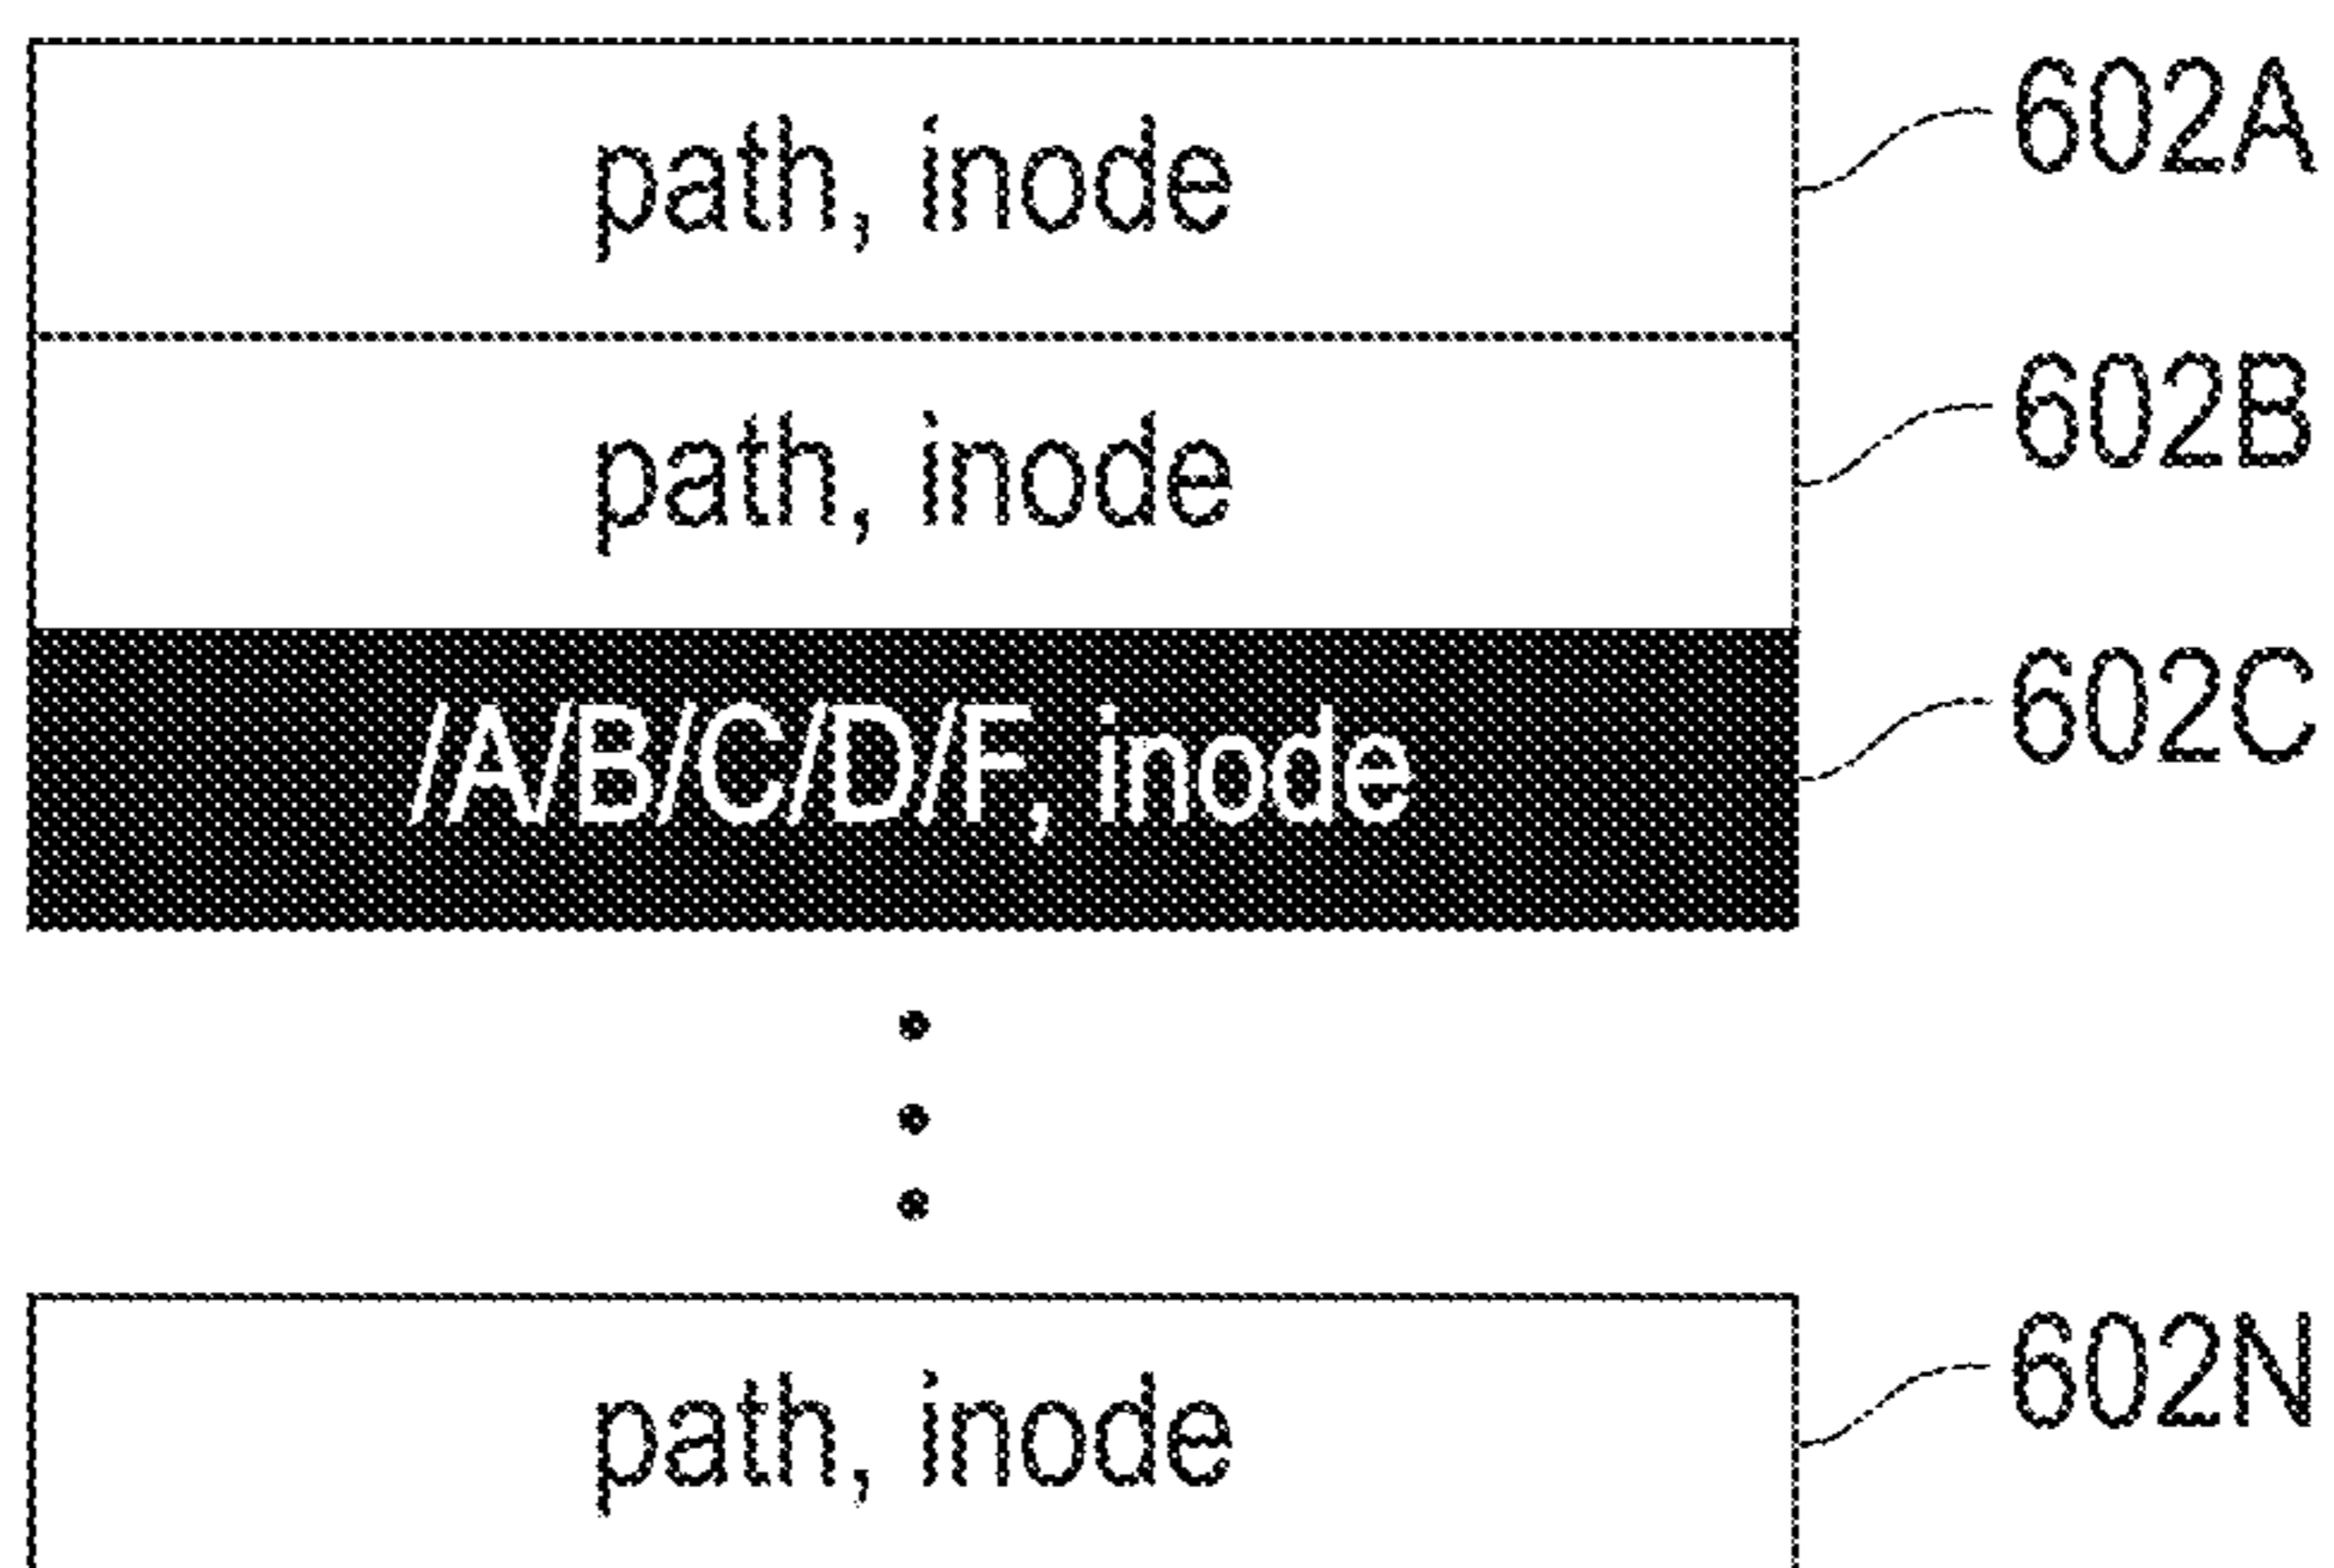 path, inode 602A
path, inode 602B
/A/B/C/D/F, inode 602C
path, inode 602N